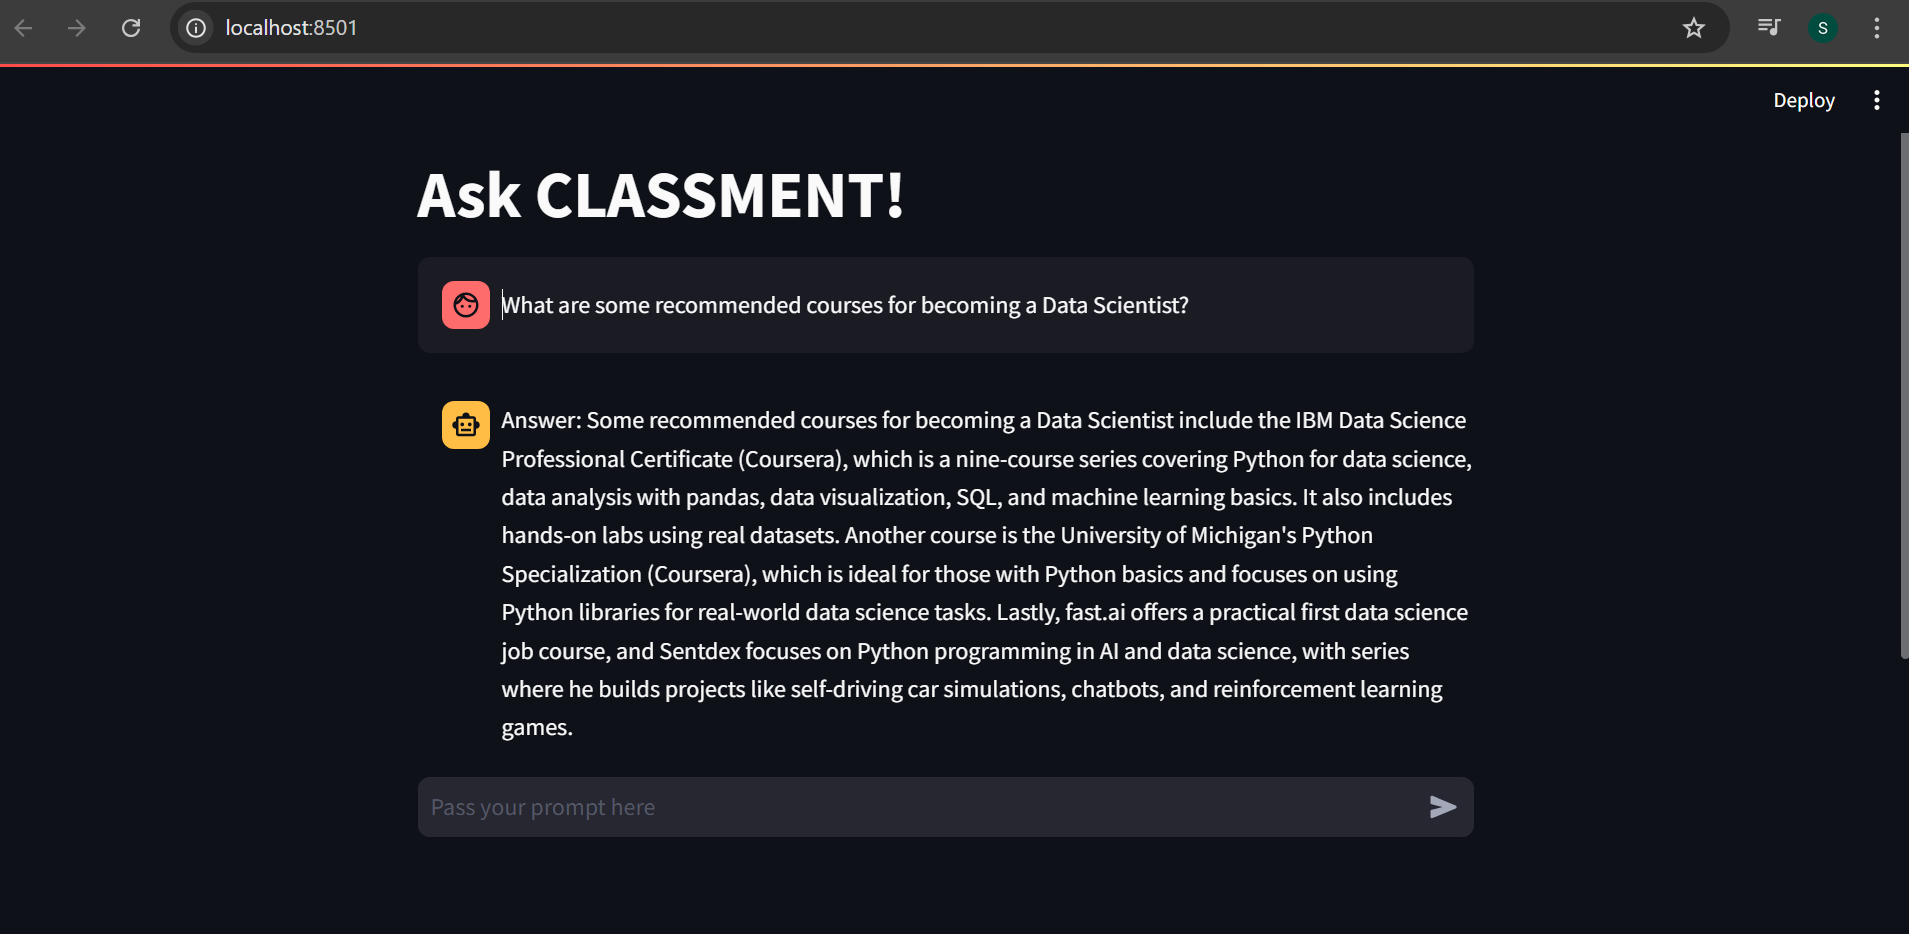 localhost:8501
S
Deploy
Ask CLASSMENT!
What are some recommended courses for becoming a Data Scientist?
Answer: Some recommended courses for becoming a Data Scientist include the IBM Data Science
Professional Certificate (Coursera), which is a nine-course series covering Python for data science,
data analysis with pandas, data visualization, SQL, and machine learning basics. It also includes
hands-on labs using real datasets. Another course is the University of Michigan's Python
Specialization (Coursera), which is ideal for those with Python basics and focuses on using
Python libraries for real-world data science tasks. Lastly, fast.ai offers a practical first data science
job course, and Sentdex focuses on Python programming in AI and data science, with series
where he builds projects like self-driving car simulations, chatbots, and reinforcement learning
games.
Pass your prompt here